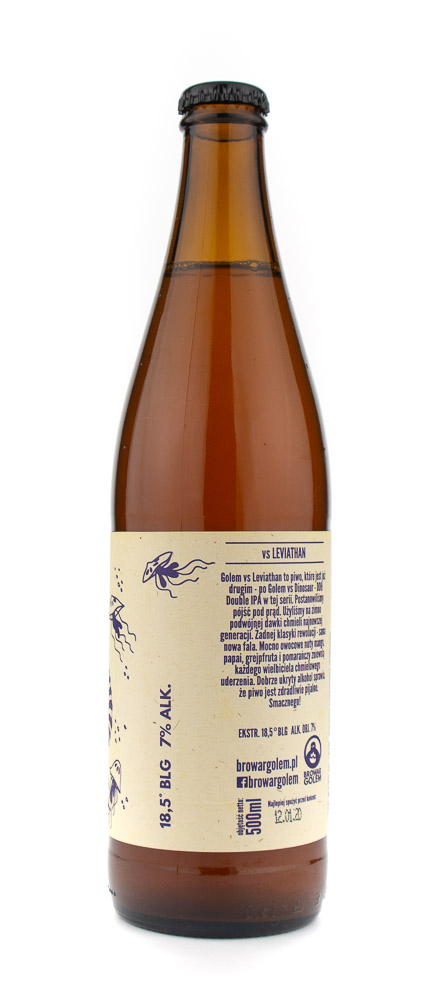 vs LEVIATHAN
Golem vs Leviathan to piwo, które jest już
drugim - po Golem vs Dinosaur - DDH
Double IPA w tej serii. Postanowiliśmy
pójść pod prąd. Użyliśmy na zimno
podwójnej dawki chmieli najnowszej
generacji. Żadnej klasyki rewolucji - sama
nowa fala. Mocno owocowe nuty mango,
papai, grejpfruta i pomarańczy zniewolą
każdego wielbiciela chmielowego
uderzenia. Dobrze ukryty alkohol sprawia,
że piwo jest zdradliwie pijalne.
Smacznego!
EKSTR. 18,5° BLG ALK. OBJ. 7%
browargolem.pl
browargolem
BROWAR
GOLEM
objętość netto:
500ml
Najlepiej spożyć przed końcem:
12.01.20
18,5° BLG 7% ALK.